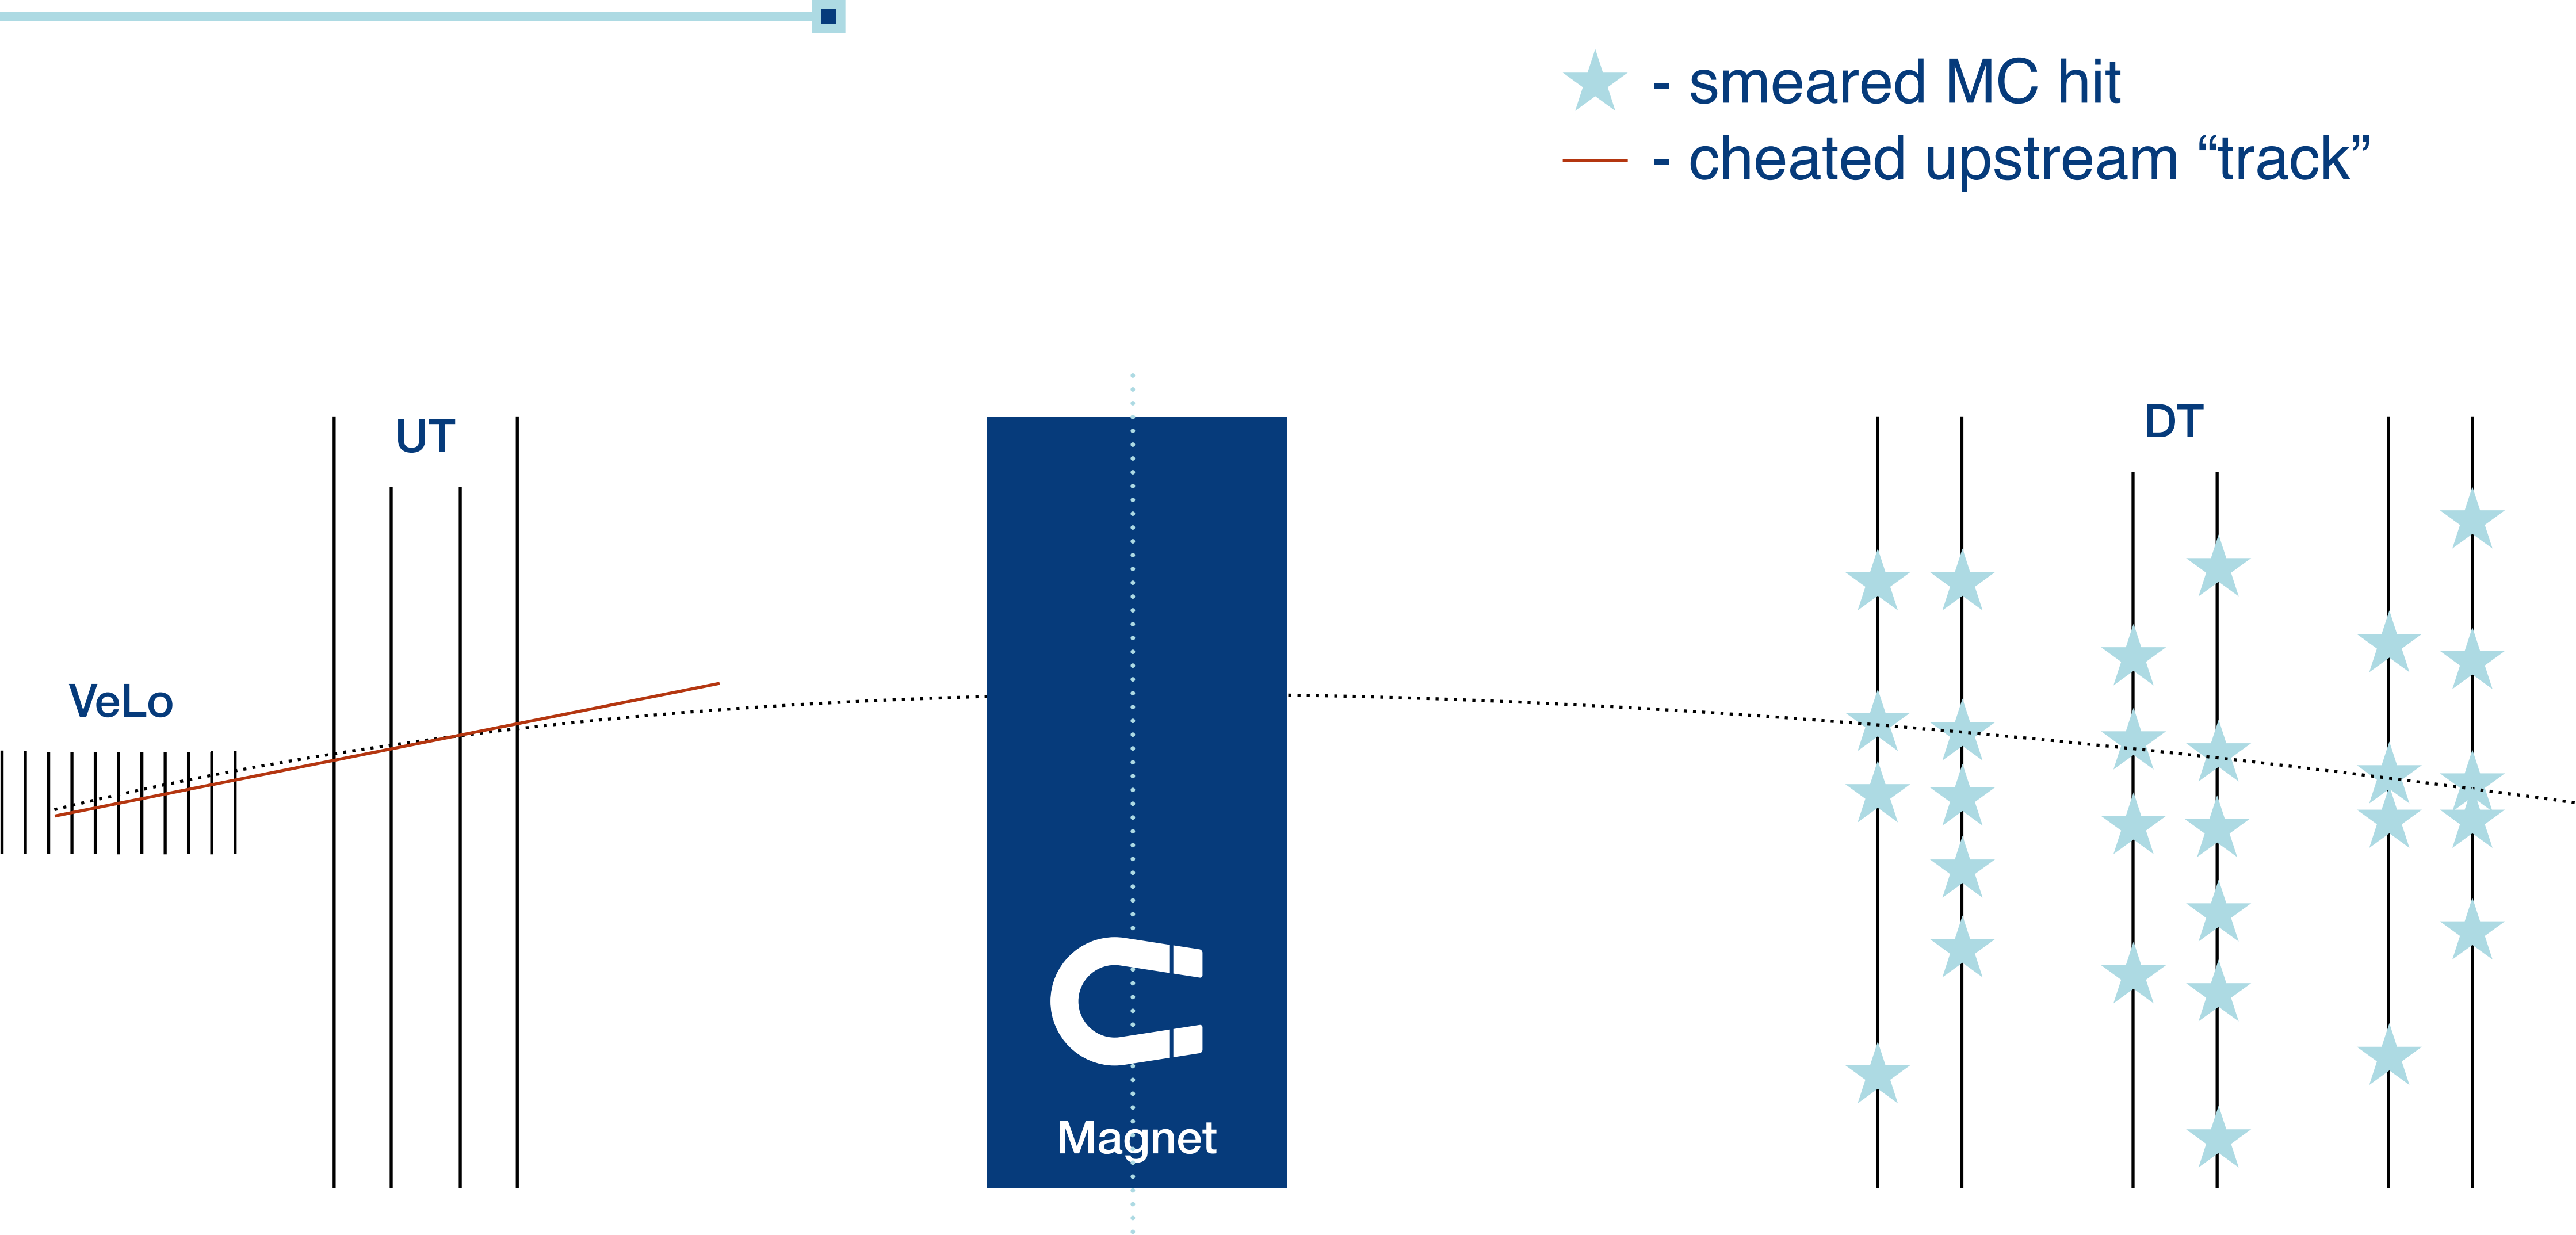 - smeared MC hit
- cheated upstream “track”
UT
DT
VeLo
Magnet